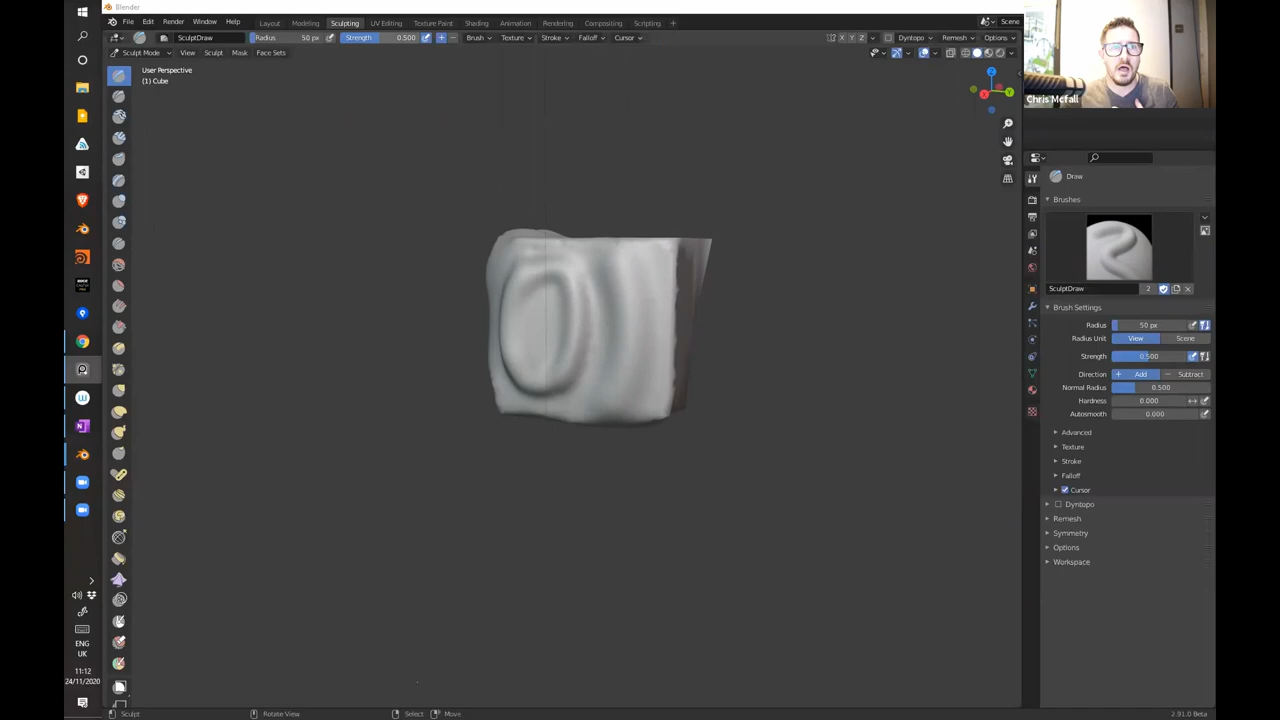 Blender
File Edit Render Window Help Layout Modeling Sculpting UV Editing Texture Paint Shading Animation Rendering Compositing Scripting + Scene
SculptDraw Radius 50 px Strength 0.500 + − Brush Texture Stroke Falloff Cursor X Y Z Dyntopo Remesh Options
Sculpt Mode View Sculpt Mask Face Sets
User Perspective
(1) Cube
Z
X Y
Chris Mcfall
Draw
Brushes
SculptDraw 2
Brush Settings
Radius 50 px
Radius Unit View Scene
Strength 0.500
Direction + Add − Subtract
Normal Radius 0.500
Hardness 0.000
Autosmooth 0.000
Advanced
Texture
Stroke
Falloff
Cursor
Dyntopo
Remesh
Symmetry
Options
Workspace
ENG
UK
11:12
24/11/2020
Sculpt Rotate View Select Move 2.91.0 Beta